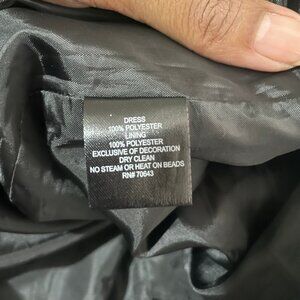 DRESS
100% POLYESTER
LINING
100% POLYESTER
EXCLUSIVE OF DECORATION
DRY CLEAN
NO STEAM OR HEAT ON BEADS
RN# 70643